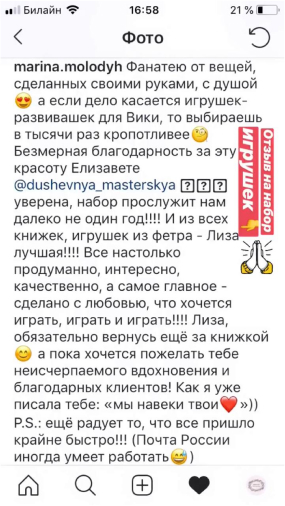 Билайн 16:58 21 %
Фото
marina.molodyh Фанатею от вещей,
сделанных своими руками, с душой
😍 а если дело касается игрушек-
развивашек для Вики, то выбираешь
в тысячи раз кропотливее🧐
Безмерная благодарность за эту
красоту Елизавете
@dushevnya_masterskya
уверена, набор прослужит нам
далеко не один год!!!! И из всех
книжек, игрушек из фетра - Лиза
лучшая!!!! Все настолько
продуманно, интересно,
качественно, а самое главное -
сделано с любовью, что хочется
играть, играть и играть!!!! Лиза,
обязательно вернусь ещё за книжкой
😊 а пока хочется пожелать тебе
неисчерпаемого вдохновения и
благодарных клиентов! Как я уже
писала тебе: «мы навеки твои❤️»))
P.S.: ещё радует то, что все пришло
крайне быстро!!! (Почта России
иногда умеет работать😅)
Отзыв на набор
игрушек 👉
🙏